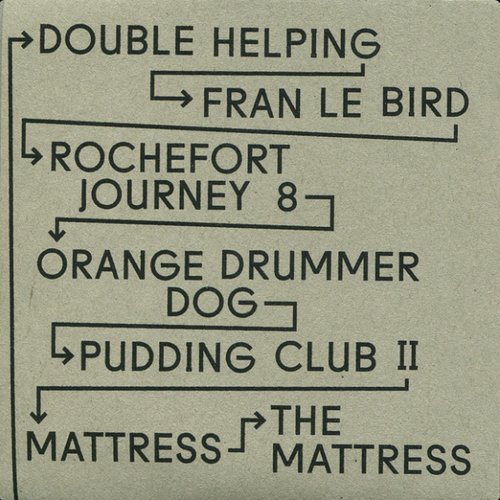 DOUBLE HELPING
FRAN LE BIRD
ROCHEFORT
JOURNEY 8
ORANGE DRUMMER
DOG
PUDDING CLUB II
MATTRESS
THE
MATTRESS